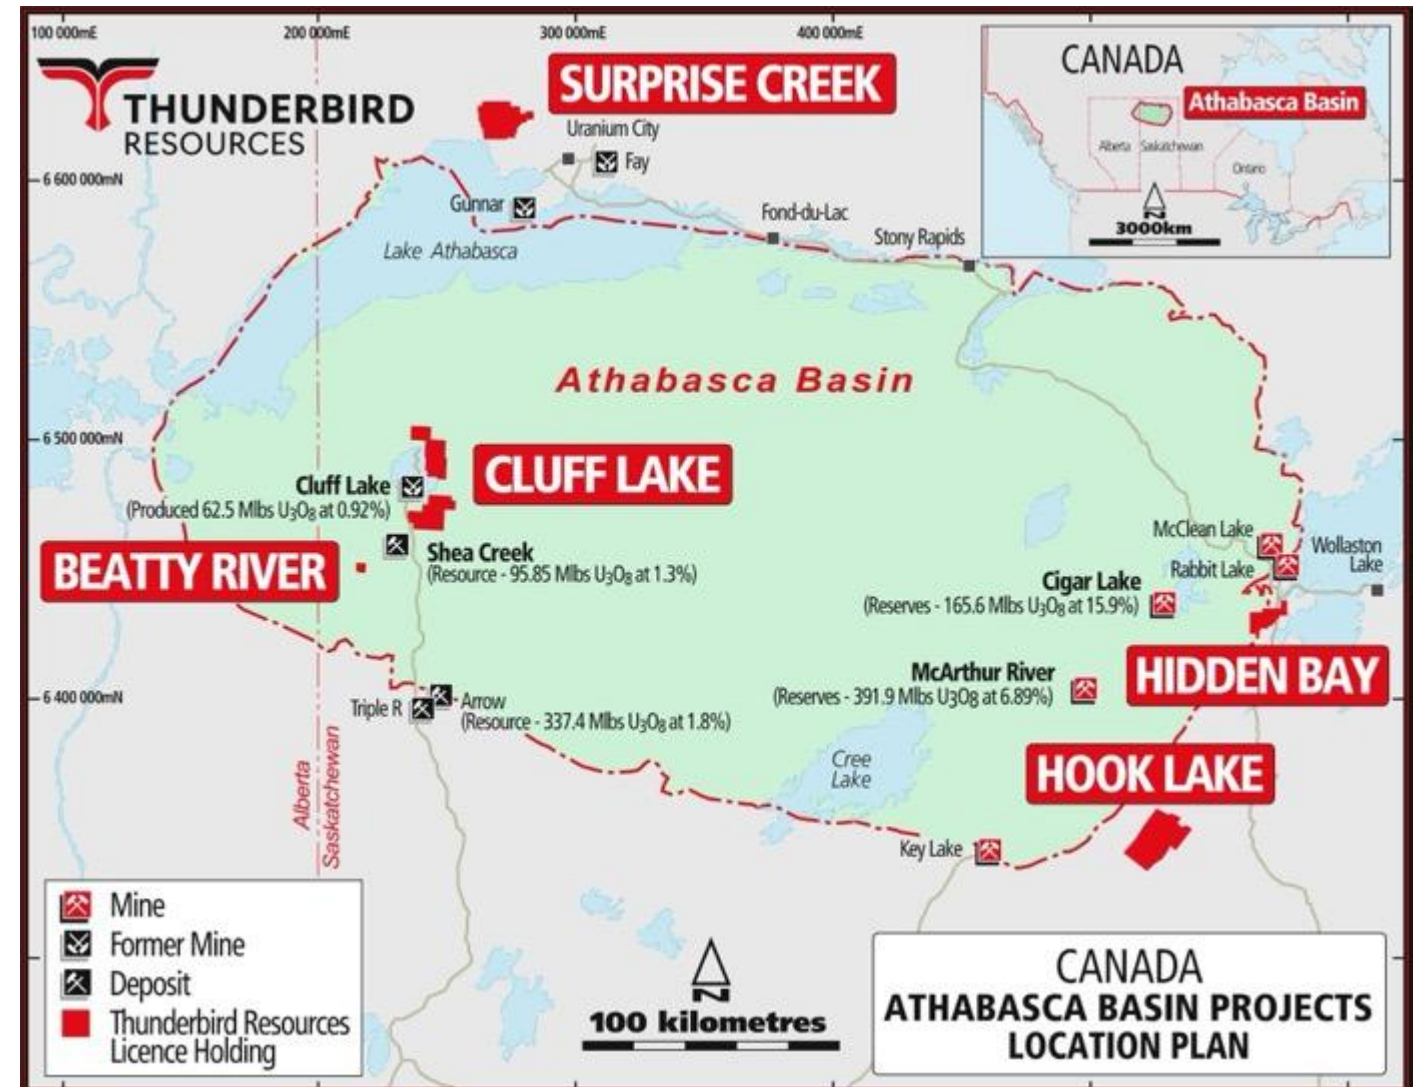 100 000mE
200 000mE
300 000mE
400 000mE
THUNDERBIRD
RESOURCES
SURPRISE CREEK
CANADA
Athabasca Basin
Alberta
Saskatchewan
Ontario
N
3000km
Uranium City
Fay
6 600 000mN
Gunnar
Fond-du-Lac
Stony Rapids
Lake Athabasca
Athabasca Basin
6 500 000mN
CLUFF LAKE
Cluff Lake
(Produced 62.5 Mlbs U₃O₈ at 0.92%)
BEATTY RIVER
Shea Creek
(Resource - 95.85 Mlbs U₃O₈ at 1.3%)
McClean Lake
Rabbit Lake
Wollaston
Lake
Cigar Lake
(Reserves - 165.6 Mlbs U₃O₈ at 15.9%)
HIDDEN BAY
McArthur River
(Reserves - 391.9 Mlbs U₃O₈ at 6.89%)
6 400 000mN
Triple R
Arrow
(Resource - 337.4 Mlbs U₃O₈ at 1.8%)
Cree
Lake
HOOK LAKE
Alberta
Saskatchewan
Key Lake
Mine
Former Mine
Deposit
Thunderbird Resources
Licence Holding
N
100 kilometres
CANADA
ATHABASCA BASIN PROJECTS
LOCATION PLAN